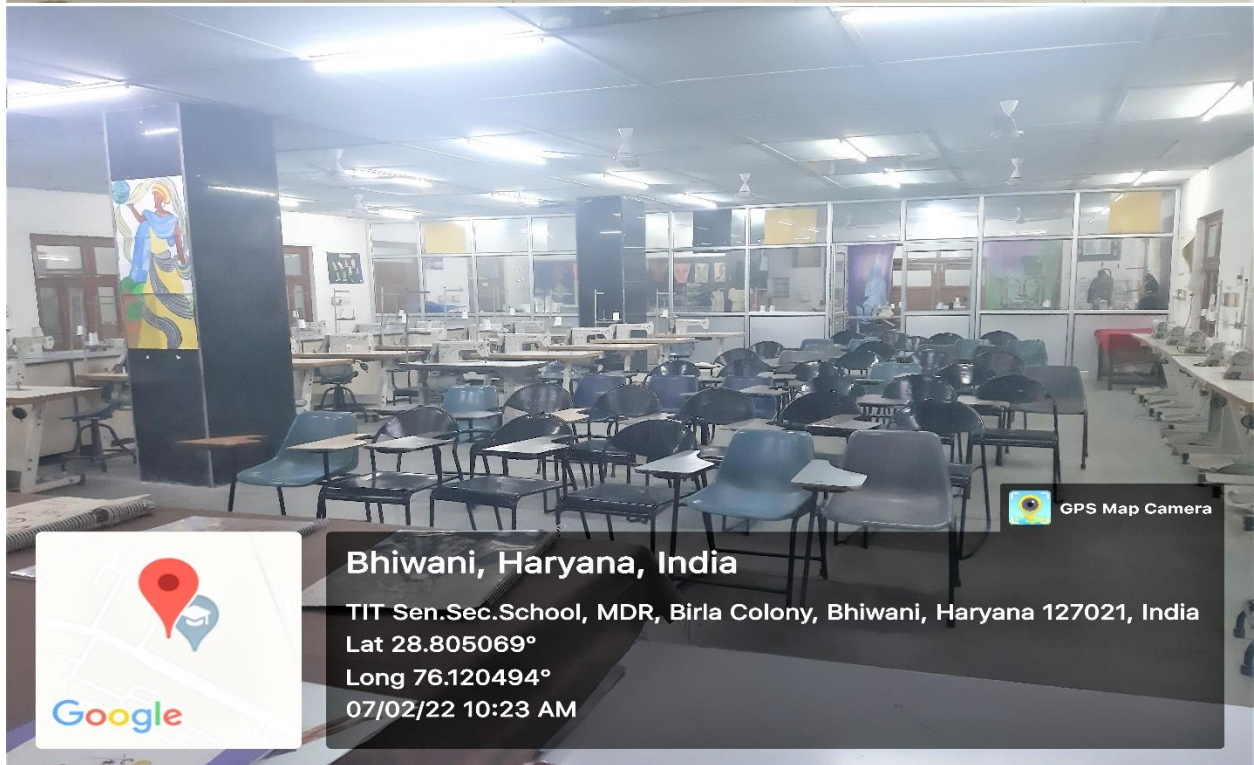 GPS Map Camera
Bhiwani, Haryana, India
TIT Sen.Sec.School, MDR, Birla Colony, Bhiwani, Haryana 127021, India
Lat 28.805069°
Long 76.120494°
07/02/22 10:23 AM
Google